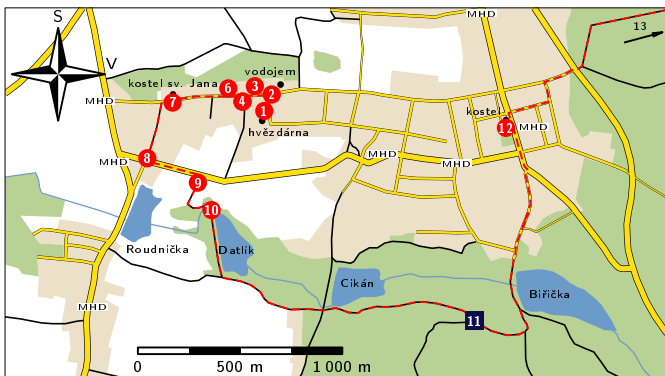 S
MHD
13
V
vodojem
kostel sv. Jana
6
3
2
MHD
7
4
1
kostel
hvězdárna
12
MHD
MHD
8
MHD
MHD
9
10
Roudnička
Datlík
Cikán
Biřička
MHD
11
0
500 m
1 000 m